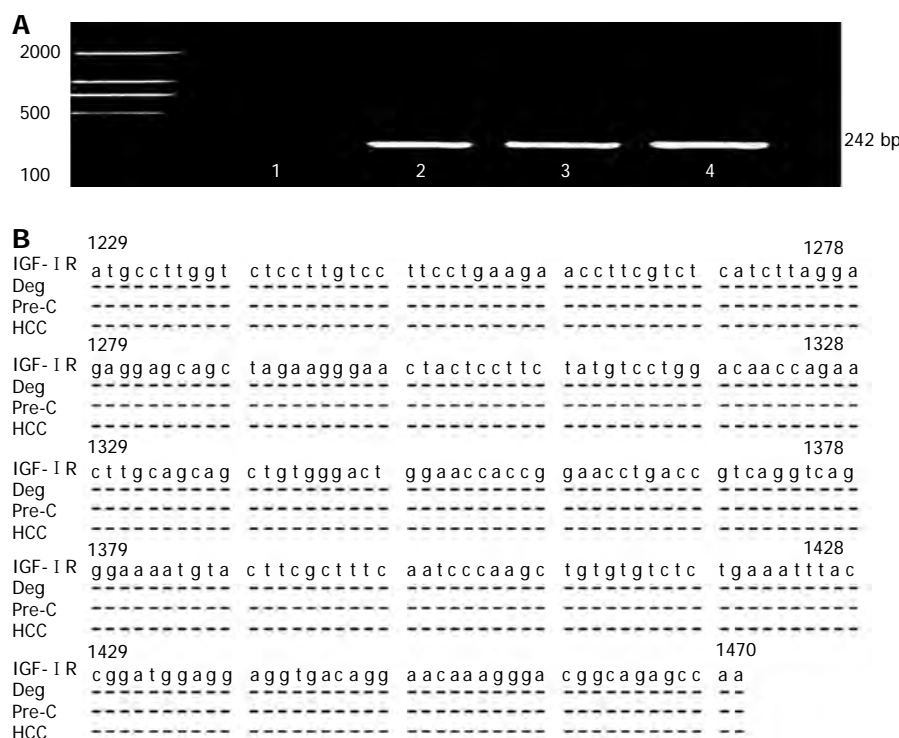 A
2000
500
242 bp
100
1 2 3 4
B
1229 1278
IGF-IR atgccttggt ctccttgtcc ttcctgaaga accttcgtct catcttagga
Deg ---------- ---------- ---------- ---------- ----------
Pre-C ---------- ---------- ---------- ---------- ----------
HCC ---------- ---------- ---------- ---------- ----------
1279 1328
IGF-IR gaggagcagc tagaagggaa ctactccttc tatgtcctgg acaaccagaa
Deg ---------- ---------- ---------- ---------- ----------
Pre-C ---------- ---------- ---------- ---------- ----------
HCC ---------- ---------- ---------- ---------- ----------
1329 1378
IGF-IR cttgcagcag ctgtgggact ggaaccaccg gaacctgacc gtcaggtcag
Deg ---------- ---------- ---------- ---------- ----------
Pre-C ---------- ---------- ---------- ---------- ----------
HCC ---------- ---------- ---------- ---------- ----------
1379 1428
IGF-IR ggaaaatgta cttcgctttc aatcccaagc tgtgtgtctc tgaaatttac
Deg ---------- ---------- ---------- ---------- ----------
Pre-C ---------- ---------- ---------- ---------- ----------
HCC ---------- ---------- ---------- ---------- ----------
1429 1470
IGF-IR cggatggagg aggtgacagg aacaaaggga cggcagagcc aa
Deg ---------- ---------- ---------- ---------- --
Pre-C ---------- ---------- ---------- ---------- --
HCC ---------- ---------- ---------- ---------- --